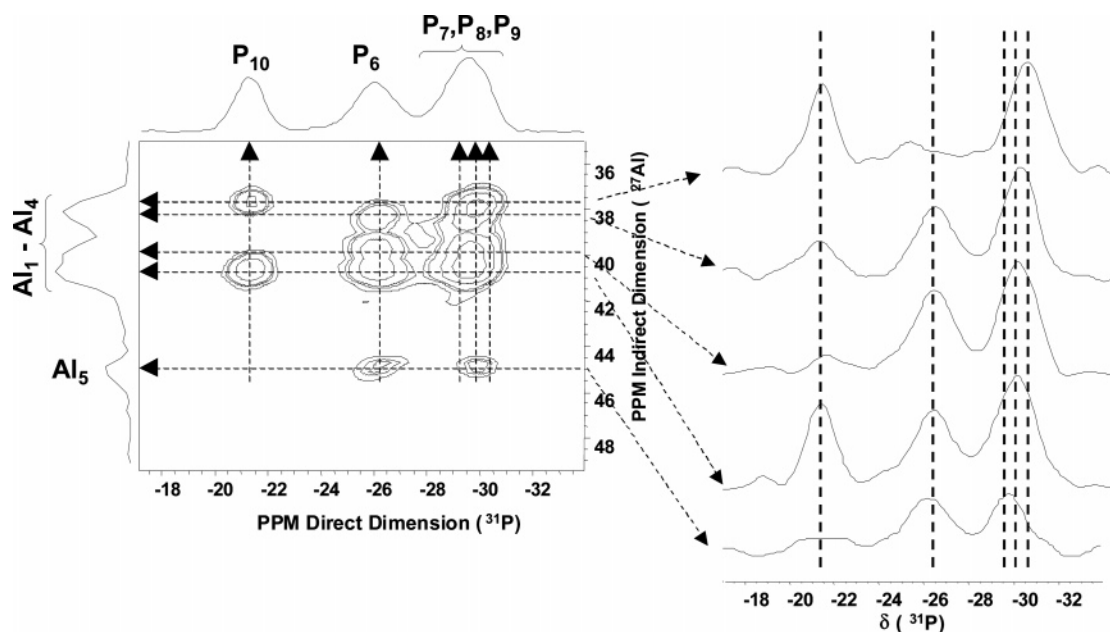 P7,P8,P9
P10
P6
Al1 - Al4
Al5
36
38
40
42
44
46
48
PPM Indirect Dimension ( 27Al)
-18 -20 -22 -24 -26 -28 -30 -32
PPM Direct Dimension ( 31P)
-18 -20 -22 -24 -26 -28 -30 -32
δ ( 31P)